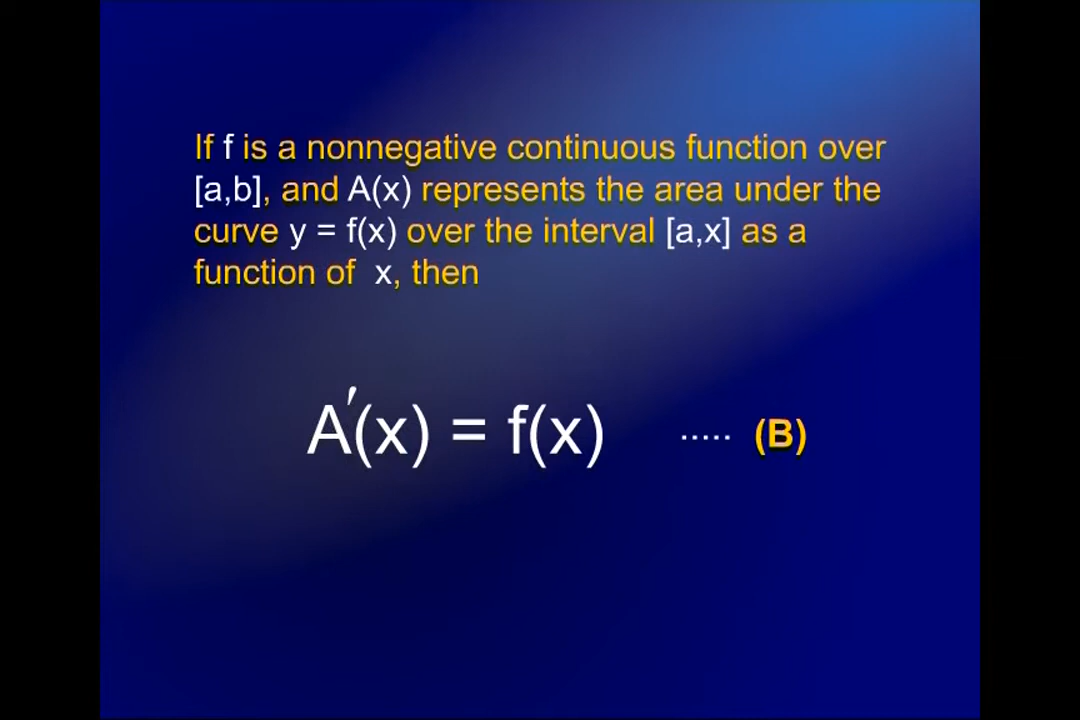 If f is a nonnegative continuous function over
[a,b], and A(x) represents the area under the
curve y = f(x) over the interval [a,x] as a
function of x, then
A′(x) = f(x) ..... (B)